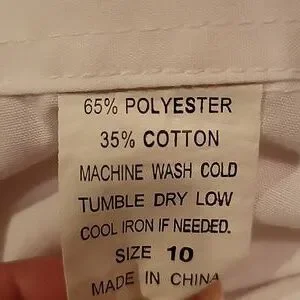 65% POLYESTER
35% COTTON
MACHINE WASH COLD
TUMBLE DRY LOW
COOL IRON IF NEEDED.
SIZE 10
MADE IN CHINA